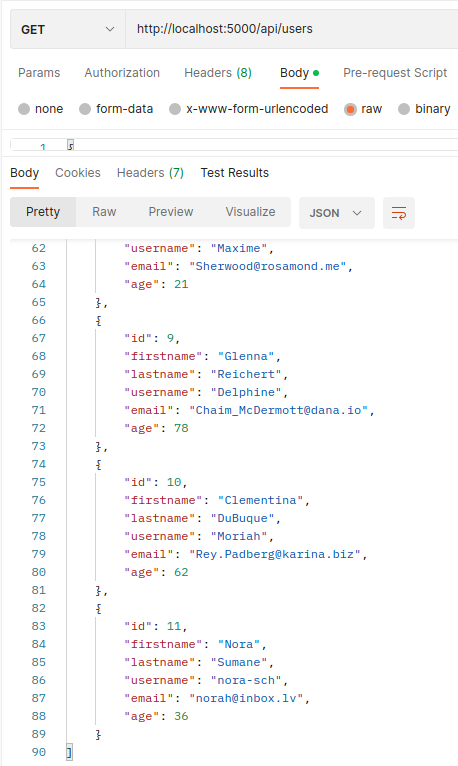 GET http://localhost:5000/api/users
Params Authorization Headers (8) Body Pre-request Script
none form-data x-www-form-urlencoded raw binary
1 {
Body Cookies Headers (7) Test Results
Pretty Raw Preview Visualize JSON
62 "username": "Maxime",
63 "email": "Sherwood@rosamond.me",
64 "age": 21
65 },
66 {
67 "id": 9,
68 "firstname": "Glenna",
69 "lastname": "Reichert",
70 "username": "Delphine",
71 "email": "Chaim_McDermott@dana.io",
72 "age": 78
73 },
74 {
75 "id": 10,
76 "firstname": "Clementina",
77 "lastname": "DuBuque",
78 "username": "Moriah",
79 "email": "Rey.Padberg@karina.biz",
80 "age": 62
81 },
82 {
83 "id": 11,
84 "firstname": "Nora",
85 "lastname": "Sumane",
86 "username": "nora-sch",
87 "email": "norah@inbox.lv",
88 "age": 36
89 }
90 ]